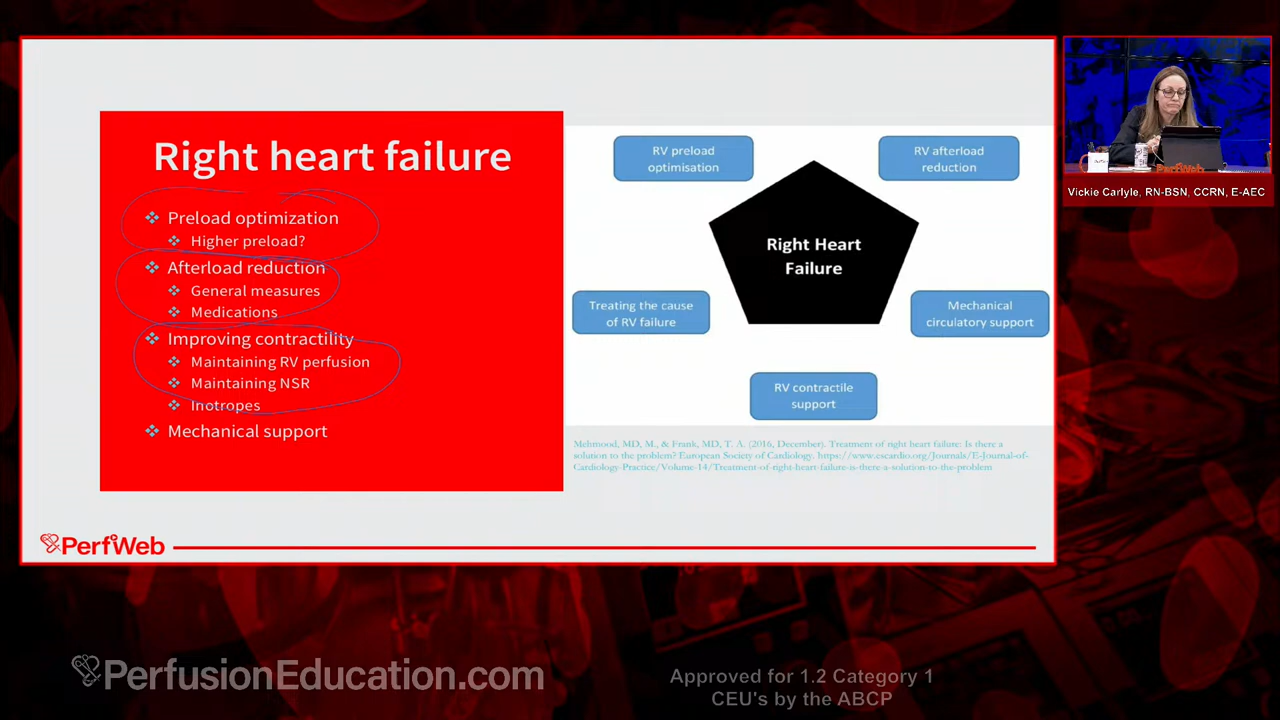 Right heart failure
Preload optimization
Higher preload?
Afterload reduction
General measures
Medications
Improving contractility
Maintaining RV perfusion
Maintaining NSR
Inotropes
Mechanical support
RV preload
optimisation
RV afterload
reduction
Right Heart
Failure
Treating the cause
of RV failure
Mechanical
circulatory support
RV contractile
support
Mehmood, MD, M., & Frank, MD, T. A. (2016, December). Treatment of right heart failure: Is there a
solution to the problem? European Society of Cardiology. https://www.escardio.org/Journals/E-Journal-of-
Cardiology-Practice/Volume-14/Treatment-of-right-heart-failure-is-there-a-solution-to-the-problem
PerfWeb
PerfWeb
Vickie Carlyle, RN-BSN, CCRN, E-AEC
PerfusionEducation.com
Approved for 1.2 Category 1
CEU's by the ABCP